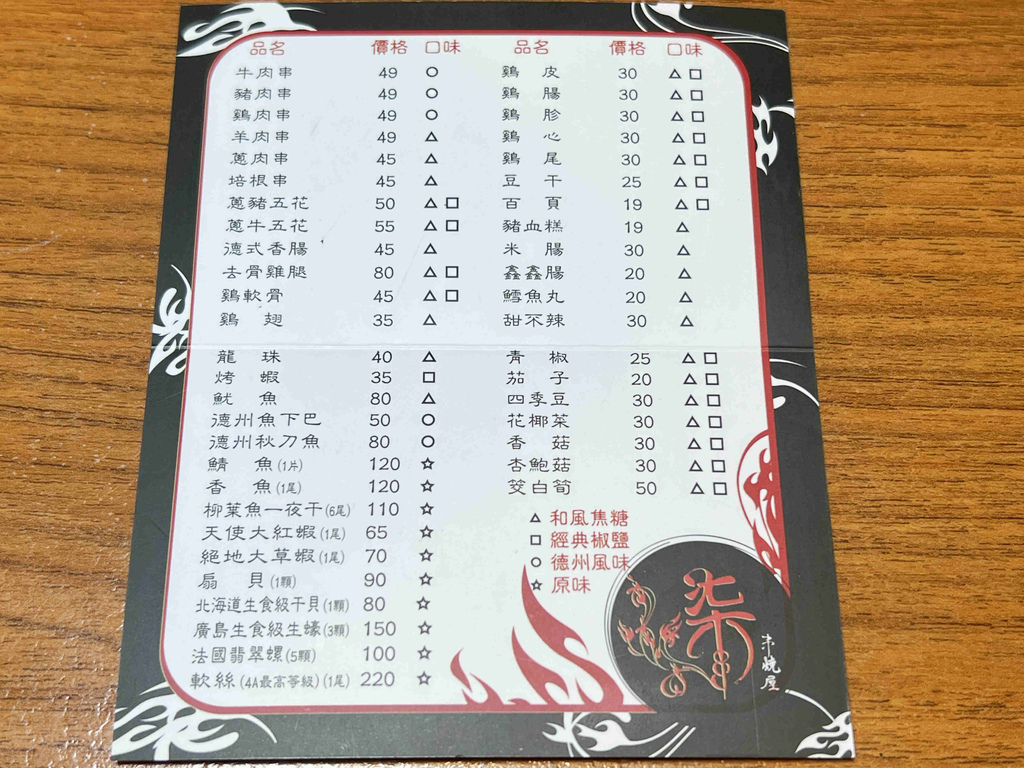 品名 價格 口味
牛肉串 49 ○
豬肉串 49 ○
鷄肉串 49 ○
羊肉串 49 △
蔥肉串 45 △
培根串 45 △
蔥豬五花 50 △ □
蔥牛五花 55 △ □
德式香腸 45 △
去骨雞腿 80 △ □
鷄軟骨 45 △ □
鷄翅 35 △
龍珠 40 △
烤蝦 35 □
魷魚 80 △
德州魚下巴 50 ○
德州秋刀魚 80 ○
鯖魚(1片) 120 ☆
香魚(1尾) 120 ☆
柳葉魚一夜干(6尾) 110 ☆
天使大紅蝦(1尾) 65 ☆
絕地大草蝦(1尾) 70 ☆
扇貝(1顆) 90 ☆
北海道生食級干貝(1顆) 80 ☆
廣島生食級生蠔(3顆) 150 ☆
法國翡翠螺(5顆) 100 ☆
軟絲(4A最高等級)(1尾) 220 ☆
品名 價格 口味
鷄皮 30 △ □
鷄腸 30 △ □
鷄胗 30 △ □
鷄心 30 △ □
鷄尾 30 △ □
豆干 25 △ □
百頁 19 △ □
豬血糕 19 △
米腸 30 △
鑫鑫腸 20 △
鱈魚丸 20 △
甜不辣 30 △
青椒 25 △ □
茄子 20 △ □
四季豆 30 △ □
花椰菜 30 △ □
香菇 30 △ □
杏鮑菇 30 △ □
筊白筍 50 △ □
△ 和風焦糖
□ 經典椒鹽
○ 德州風味
☆ 原味
柒
串燒屋